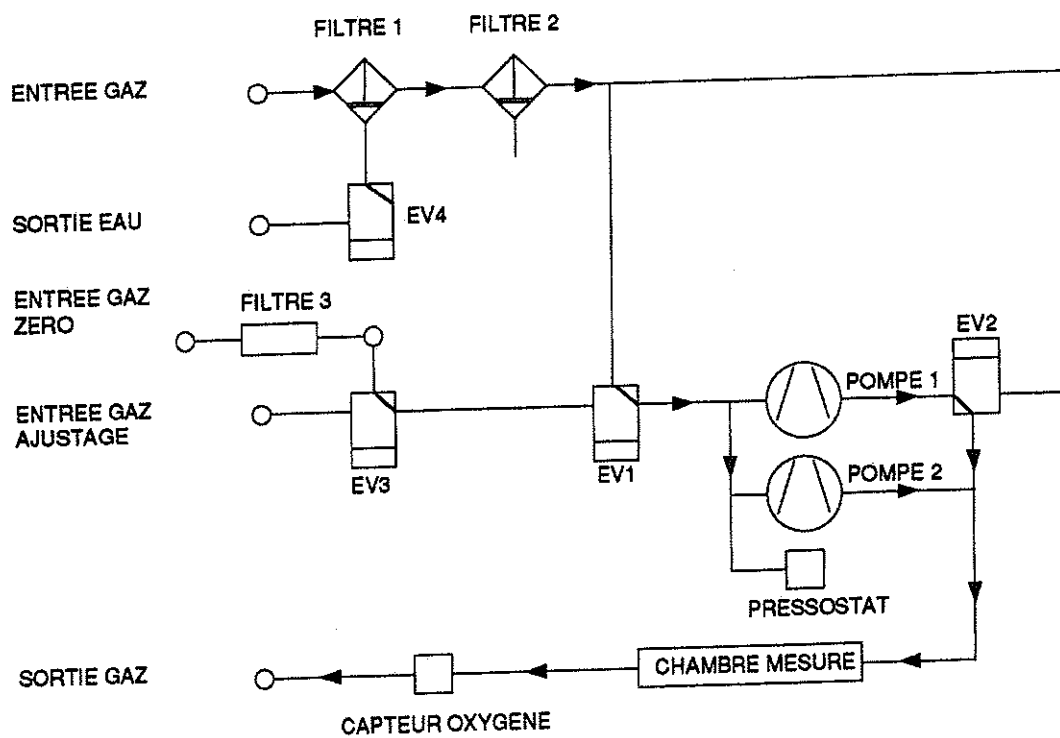 FILTRE 1
FILTRE 2
ENTREE GAZ
SORTIE EAU
EV4
ENTREE GAZ
ZERO
FILTRE 3
EV2
ENTREE GAZ
AJUSTAGE
EV3
EV1
POMPE 1
POMPE 2
PRESSOSTAT
SORTIE GAZ
CHAMBRE MESURE
CAPTEUR OXYGENE